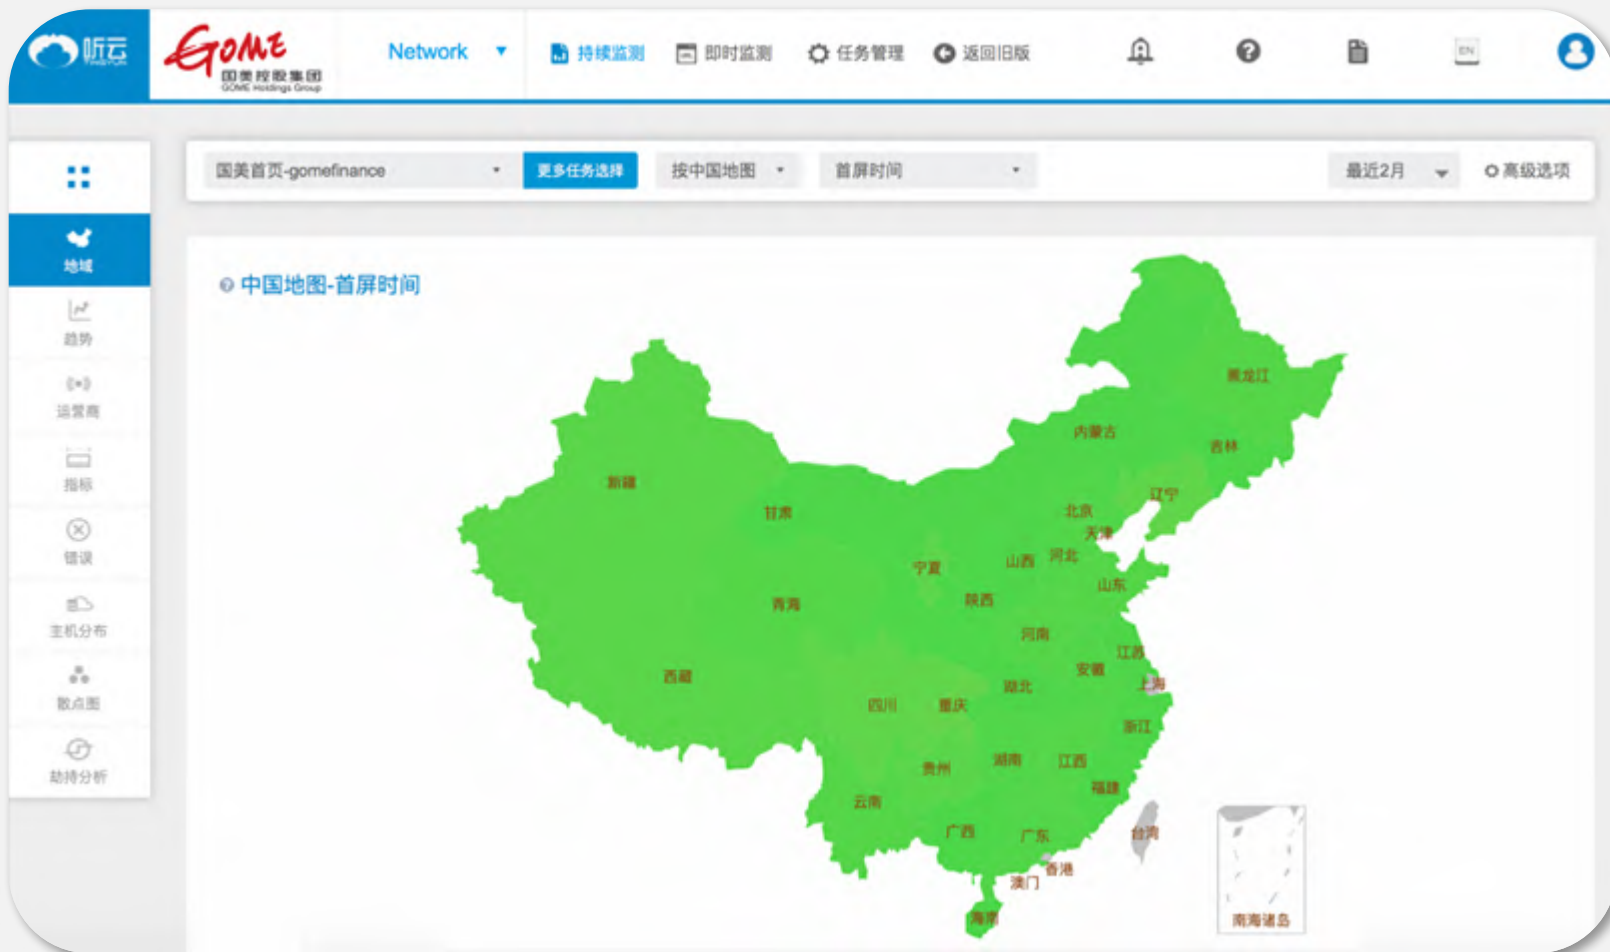 听云
TINGYUN
GOME
国美控股集团
GOME Holdings Group
Network
持续监测
即时监测
任务管理
返回旧版
EN
国美首页-gomefinance
更多任务选择
按中国地图
首屏时间
最近2月
高级选项
地域
趋势
运营商
指标
错误
主机分布
散点图
劫持分析
中国地图-首屏时间
黑龙江
内蒙古
吉林
新疆
辽宁
甘肃
北京
天津
河北
山西
宁夏
山东
陕西
青海
河南
江苏
安徽
西藏
上海
湖北
四川
重庆
浙江
湖南
江西
贵州
福建
云南
广西
广东
台湾
香港
澳门
海南
南海诸岛